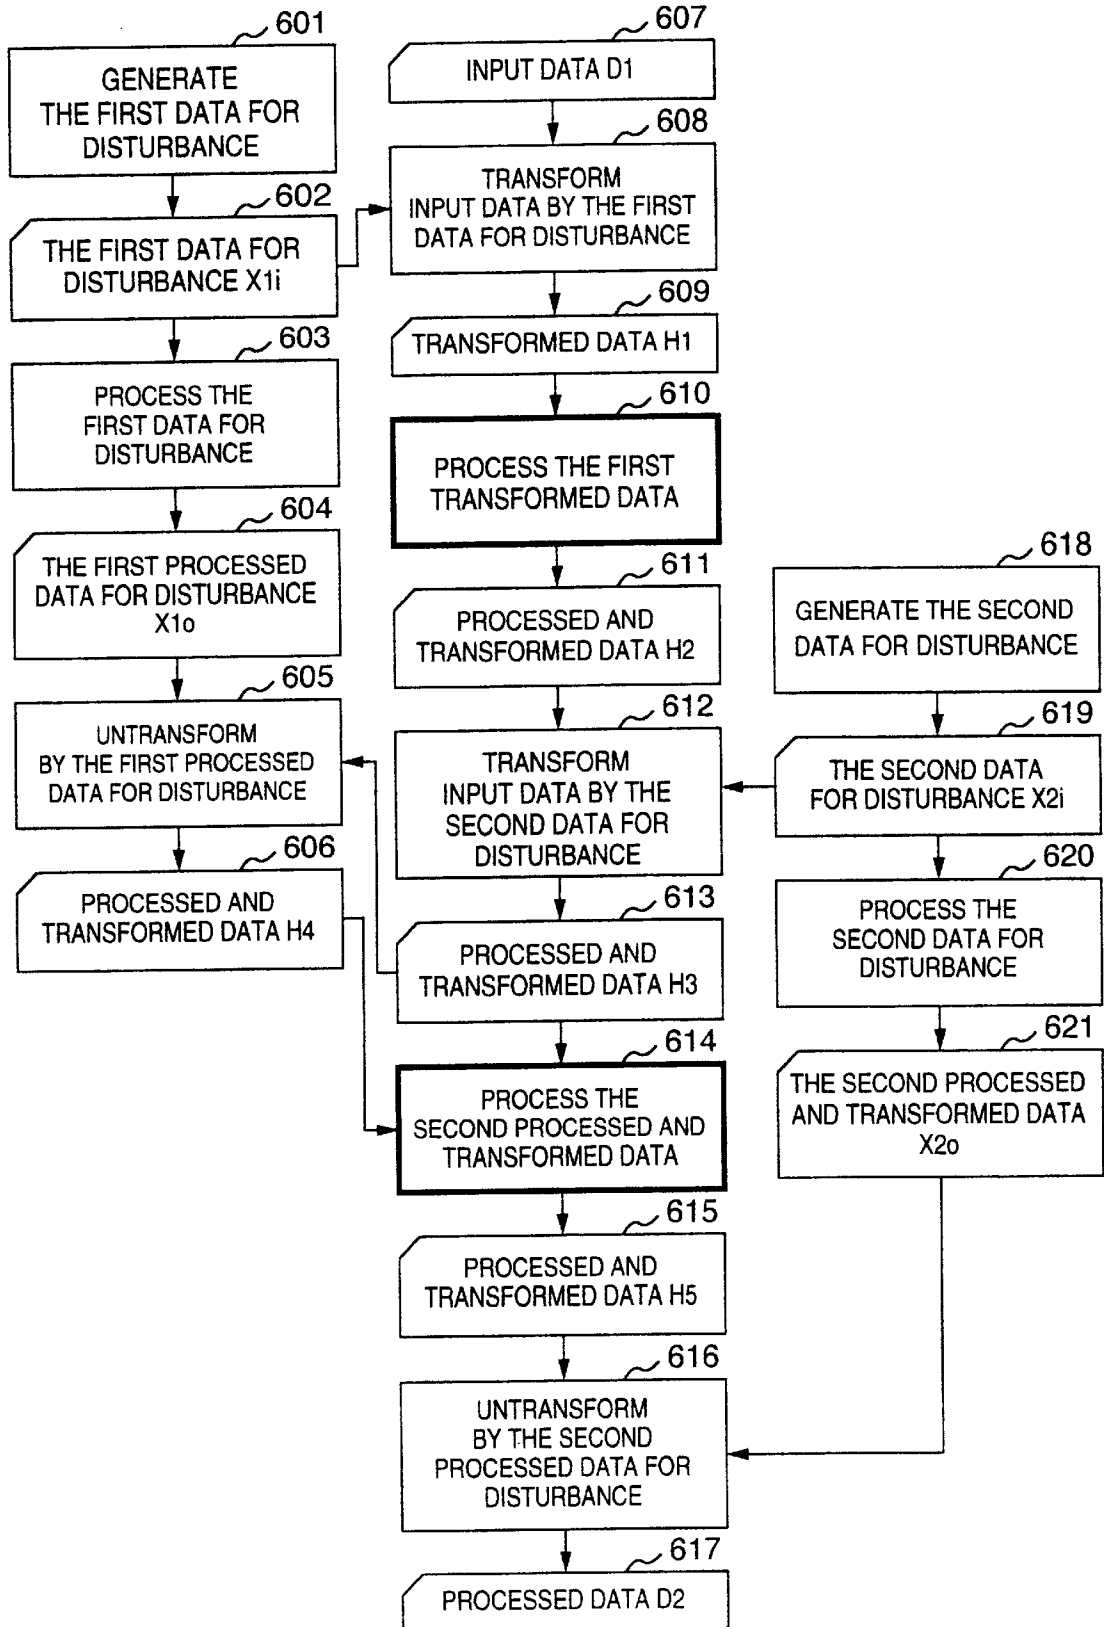 601
GENERATE
THE FIRST DATA FOR
DISTURBANCE
602
THE FIRST DATA FOR
DISTURBANCE X1i
603
PROCESS THE
FIRST DATA FOR
DISTURBANCE
604
THE FIRST PROCESSED
DATA FOR DISTURBANCE
X1o
605
UNTRANSFORM
BY THE FIRST PROCESSED
DATA FOR DISTURBANCE
606
PROCESSED AND
TRANSFORMED DATA H4
607
INPUT DATA D1
608
TRANSFORM
INPUT DATA BY THE FIRST
DATA FOR DISTURBANCE
609
TRANSFORMED DATA H1
610
PROCESS THE FIRST
TRANSFORMED DATA
611
PROCESSED AND
TRANSFORMED DATA H2
612
TRANSFORM
INPUT DATA BY THE
SECOND DATA FOR
DISTURBANCE
613
PROCESSED AND
TRANSFORMED DATA H3
614
PROCESS THE
SECOND PROCESSED AND
TRANSFORMED DATA
615
PROCESSED AND
TRANSFORMED DATA H5
616
UNTRANSFORM
BY THE SECOND
PROCESSED DATA FOR
DISTURBANCE
617
PROCESSED DATA D2
618
GENERATE THE SECOND
DATA FOR DISTURBANCE
619
THE SECOND DATA
FOR DISTURBANCE X2i
620
PROCESS THE
SECOND DATA FOR
DISTURBANCE
621
THE SECOND PROCESSED
AND TRANSFORMED DATA
X2o